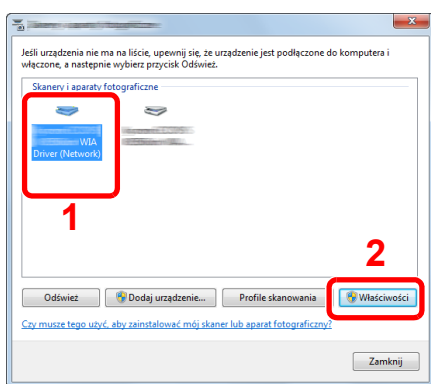 Jeśli urządzenia nie ma na liście, upewnij się, że urządzenie jest podłączone do komputera i
włączone, a następnie wybierz przycisk Odśwież.
Skanery i aparaty fotograficzne
WIA
Driver (Network)
1
2
Odśwież
Dodaj urządzenie...
Profile skanowania
Właściwości
Czy muszę tego użyć, aby zainstalować mój skaner lub aparat fotograficzny?
Zamknij